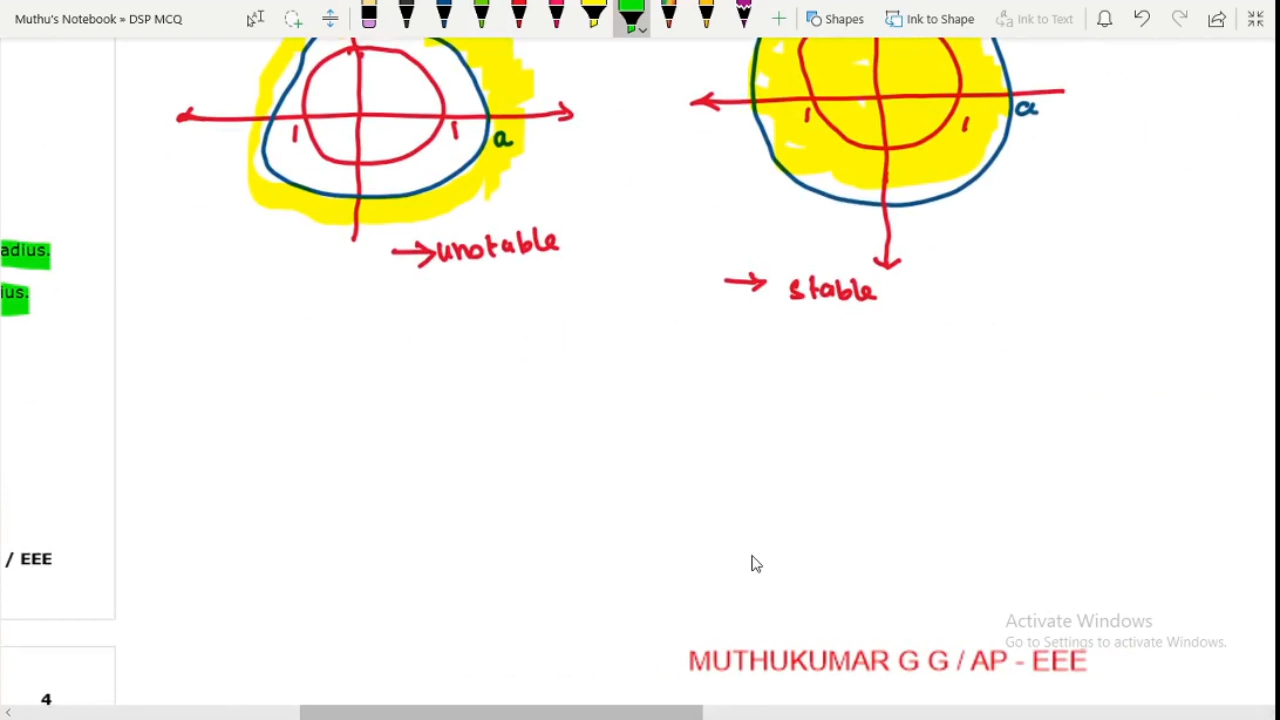 Muthu's Notebook » DSP MCQ
Shapes
Ink to Shape
Ink to Text
1
1
a
1
1
a
→ unstable
→ stable
adius.
ius.
/ EEE
Activate Windows
Go to Settings to activate Windows.
MUTHUKUMAR G G / AP - EEE
4